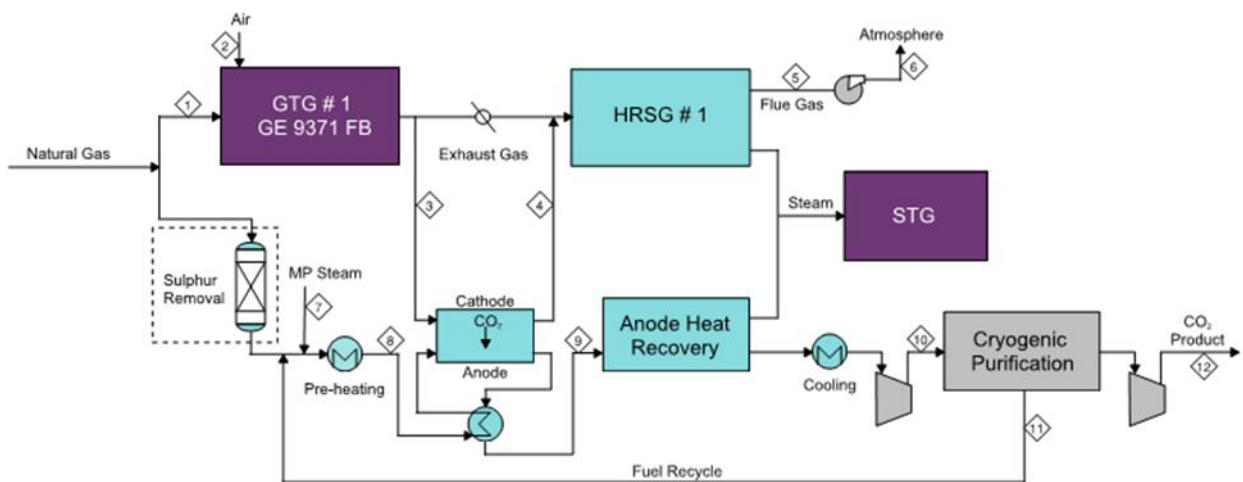 Air
2
Atmosphere
GTG # 1
GE 9371 FB
1
Natural Gas
Exhaust Gas
HRSG # 1
5
Flue Gas
6
3
4
Steam
STG
Sulphur
Removal
MP Steam
7
Pre-heating
8
Cathode
CO₂
Anode
9
Anode Heat
Recovery
Cooling
10
Cryogenic
Purification
CO₂
Product
12
11
Fuel Recycle